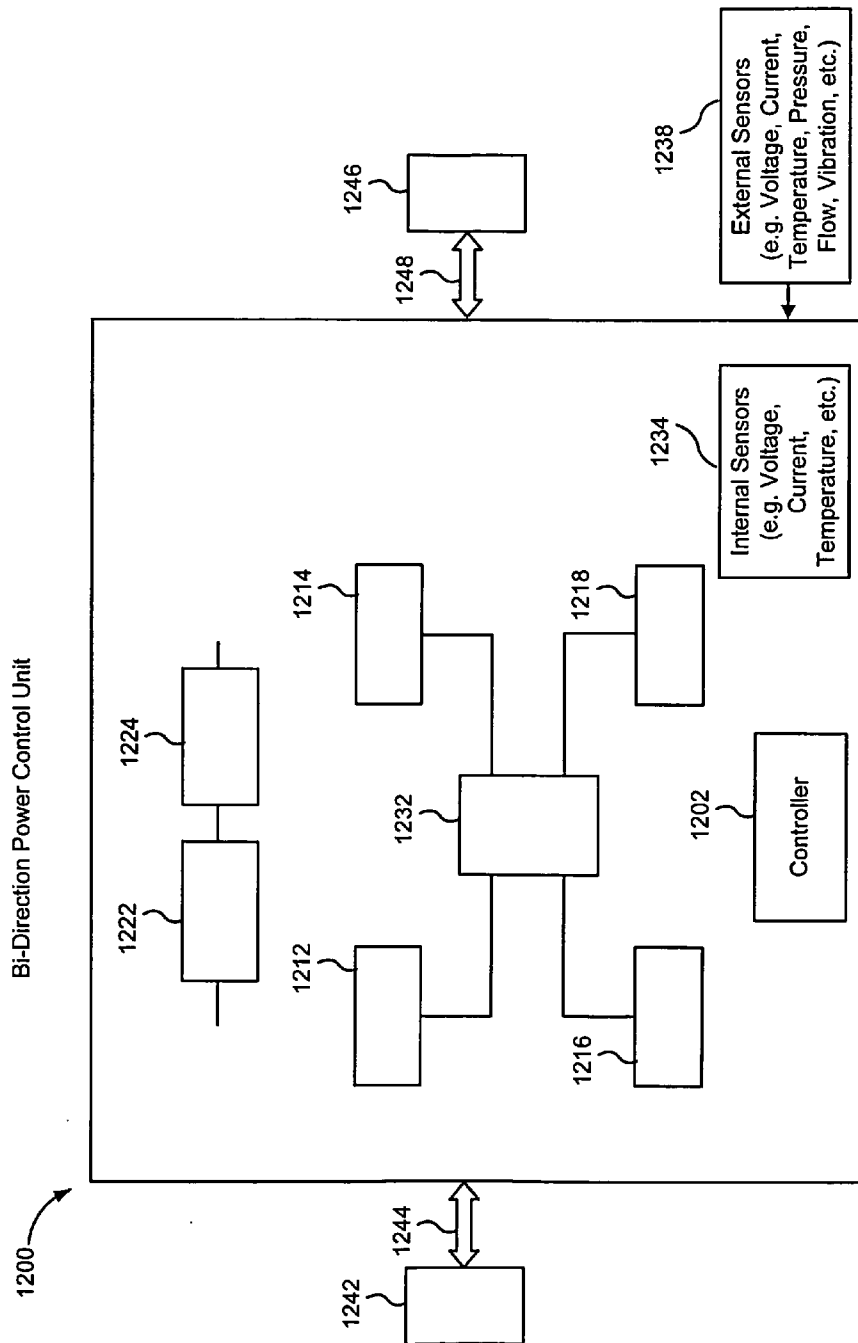 Bi-Direction Power Control Unit
1200
1222
1224
1212
1214
1232
1216
1218
1202
Controller
1234
Internal Sensors
(e.g. Voltage,
Current,
Temperature, etc.)
1242
1244
1246
1248
1238
External Sensors
(e.g. Voltage, Current,
Temperature, Pressure,
Flow, Vibration, etc.)